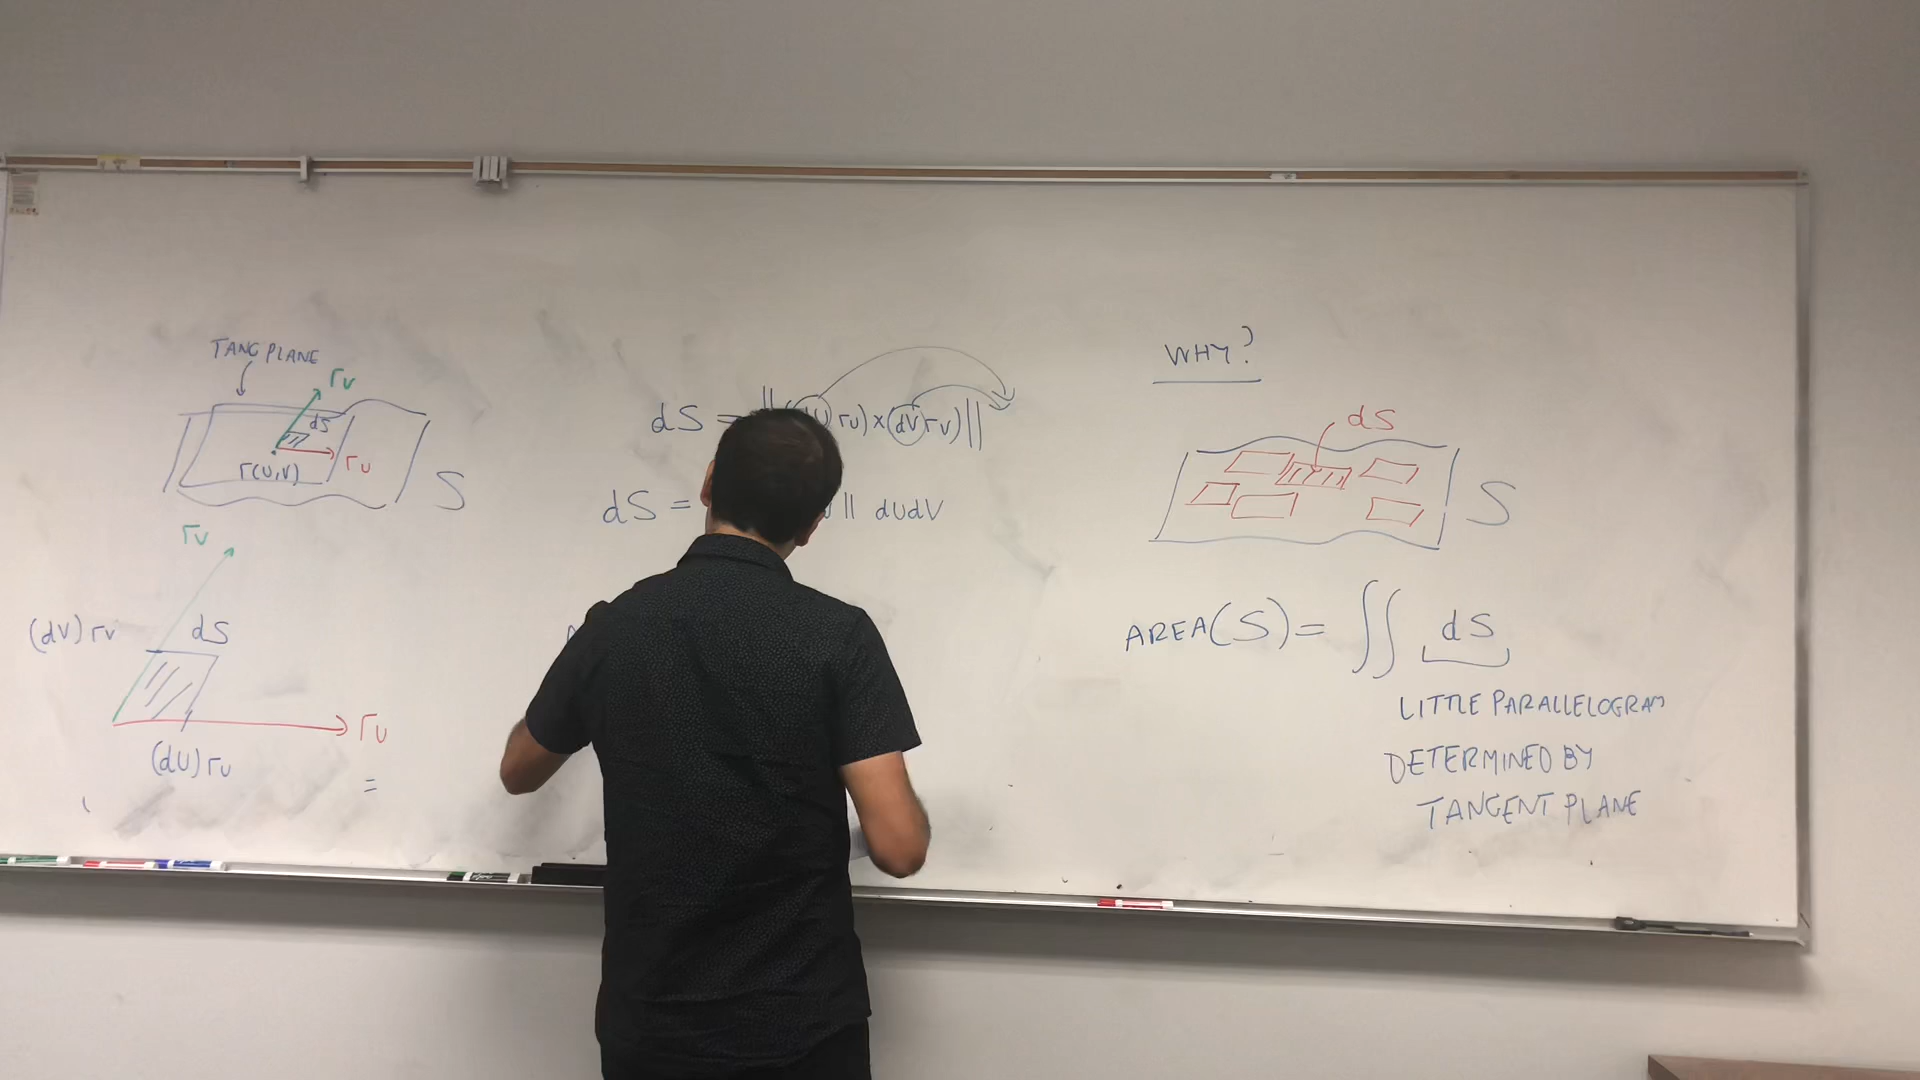 TANG PLANE
rv
dS
ru
r(u,v)
S
rv
(dv)rv
dS
ru
(du)ru
=
dS = ||( ru)×(dv rv)||
dS = || dudv
WHY?
dS
S
AREA(S) = ∬ dS
LITTLE PARALLELOGRAM
DETERMINED BY
TANGENT PLANE